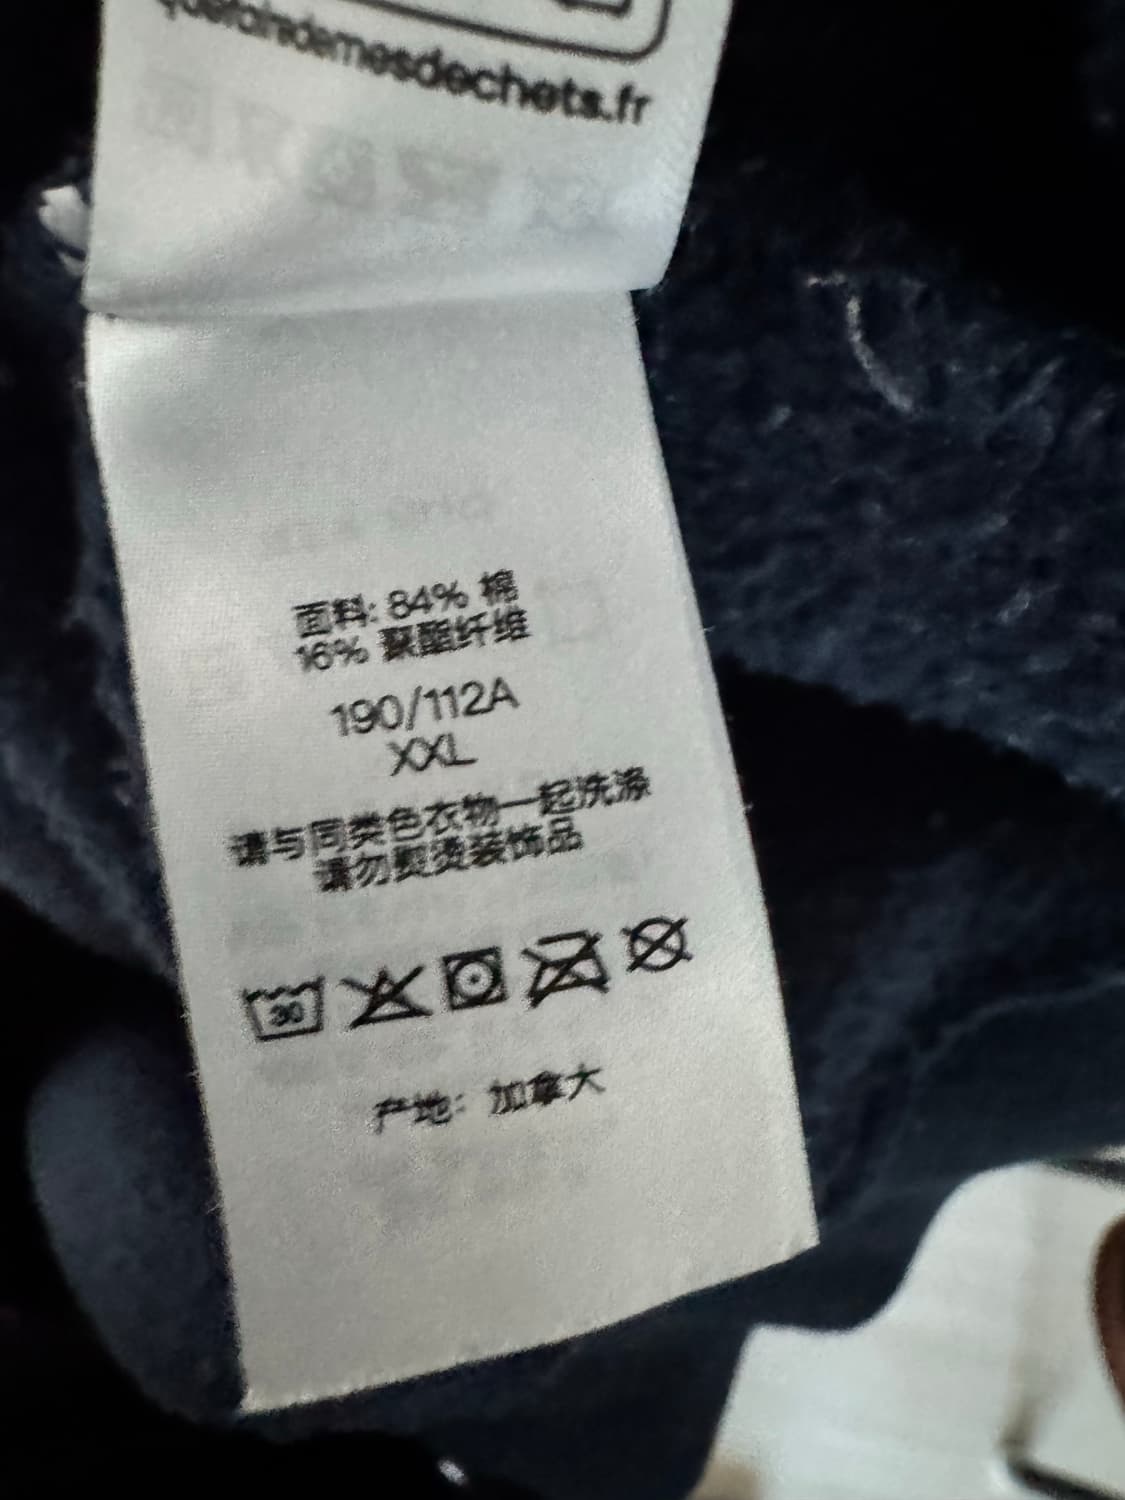 quefairedemesdechets.fr
面料: 84% 棉
16% 聚酯纤维
190/112A
XXL
请与同类色衣物一起洗涤
请勿熨烫装饰品
30
产地: 加拿大